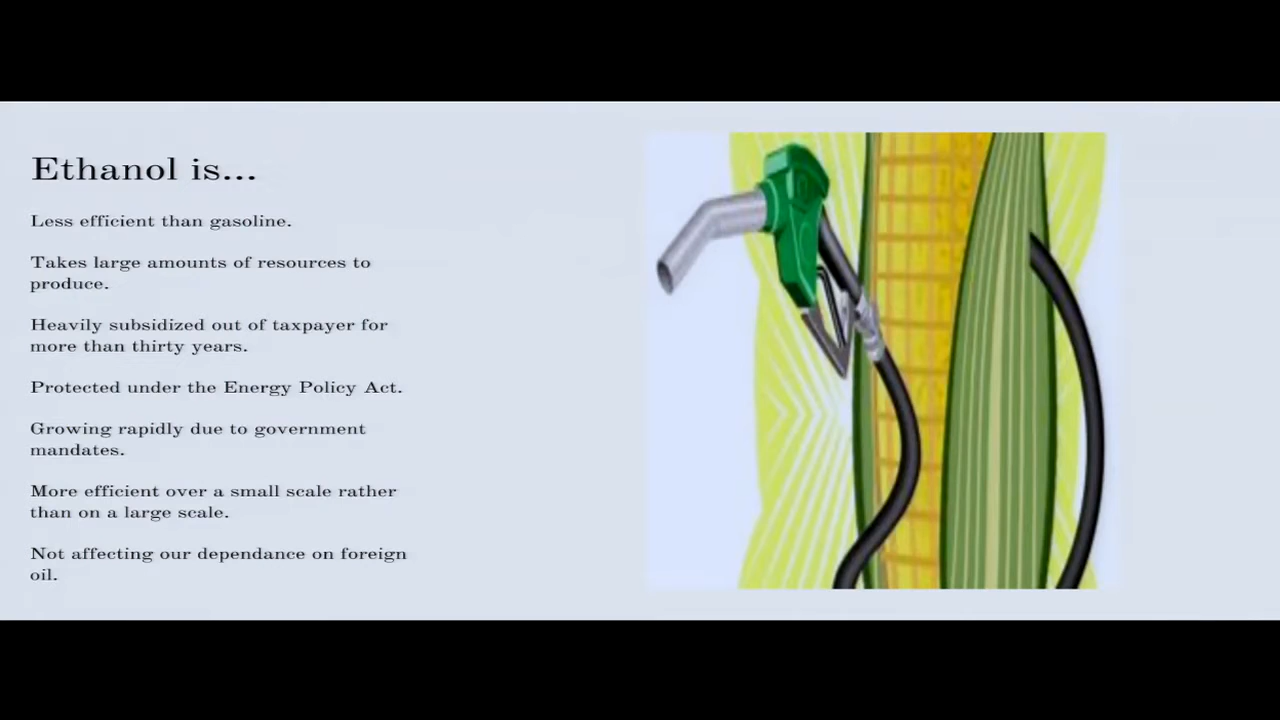 Ethanol is...
Less efficient than gasoline.
Takes large amounts of resources to
produce.
Heavily subsidized out of taxpayer for
more than thirty years.
Protected under the Energy Policy Act.
Growing rapidly due to government
mandates.
More efficient over a small scale rather
than on a large scale.
Not affecting our dependance on foreign
oil.